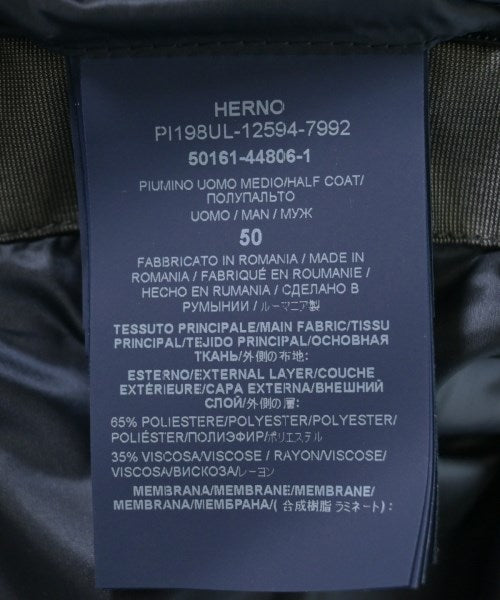 HERNO
PI198UL-12594-7992
50161-44806-1
PIUMINO UOMO MEDIO/HALF COAT/
ПОЛУПАЛЬТО
UOMO / MAN / МУЖ
50
FABBRICATO IN ROMANIA / MADE IN
ROMANIA / FABRIQUÉ EN ROUMANIE /
HECHO EN RUMANIA / СДЕЛАНО В
РУМЫНИИ / ルーマニア製
TESSUTO PRINCIPALE/MAIN FABRIC/TISSU
PRINCIPAL/TEJIDO PRINCIPAL/ОСНОВНАЯ
ТКАНЬ/外側の布地:
ESTERNO/EXTERNAL LAYER/COUCHE
EXTÉRIEURE/CAPA EXTERNA/ВНЕШНИЙ
СЛОЙ/外側の層:
65% POLIESTERE/POLYESTER/POLYESTER/
POLIÉSTER/ПОЛИЭФИР/ポリエステル
35% VISCOSA/VISCOSE / RAYON/VISCOSE/
VISCOSA/ВИСКОЗА/レーヨン
MEMBRANA/MEMBRANE/MEMBRANE/
MEMBRANA/МЕМБРАНА/( 合成樹脂 ラミネート):